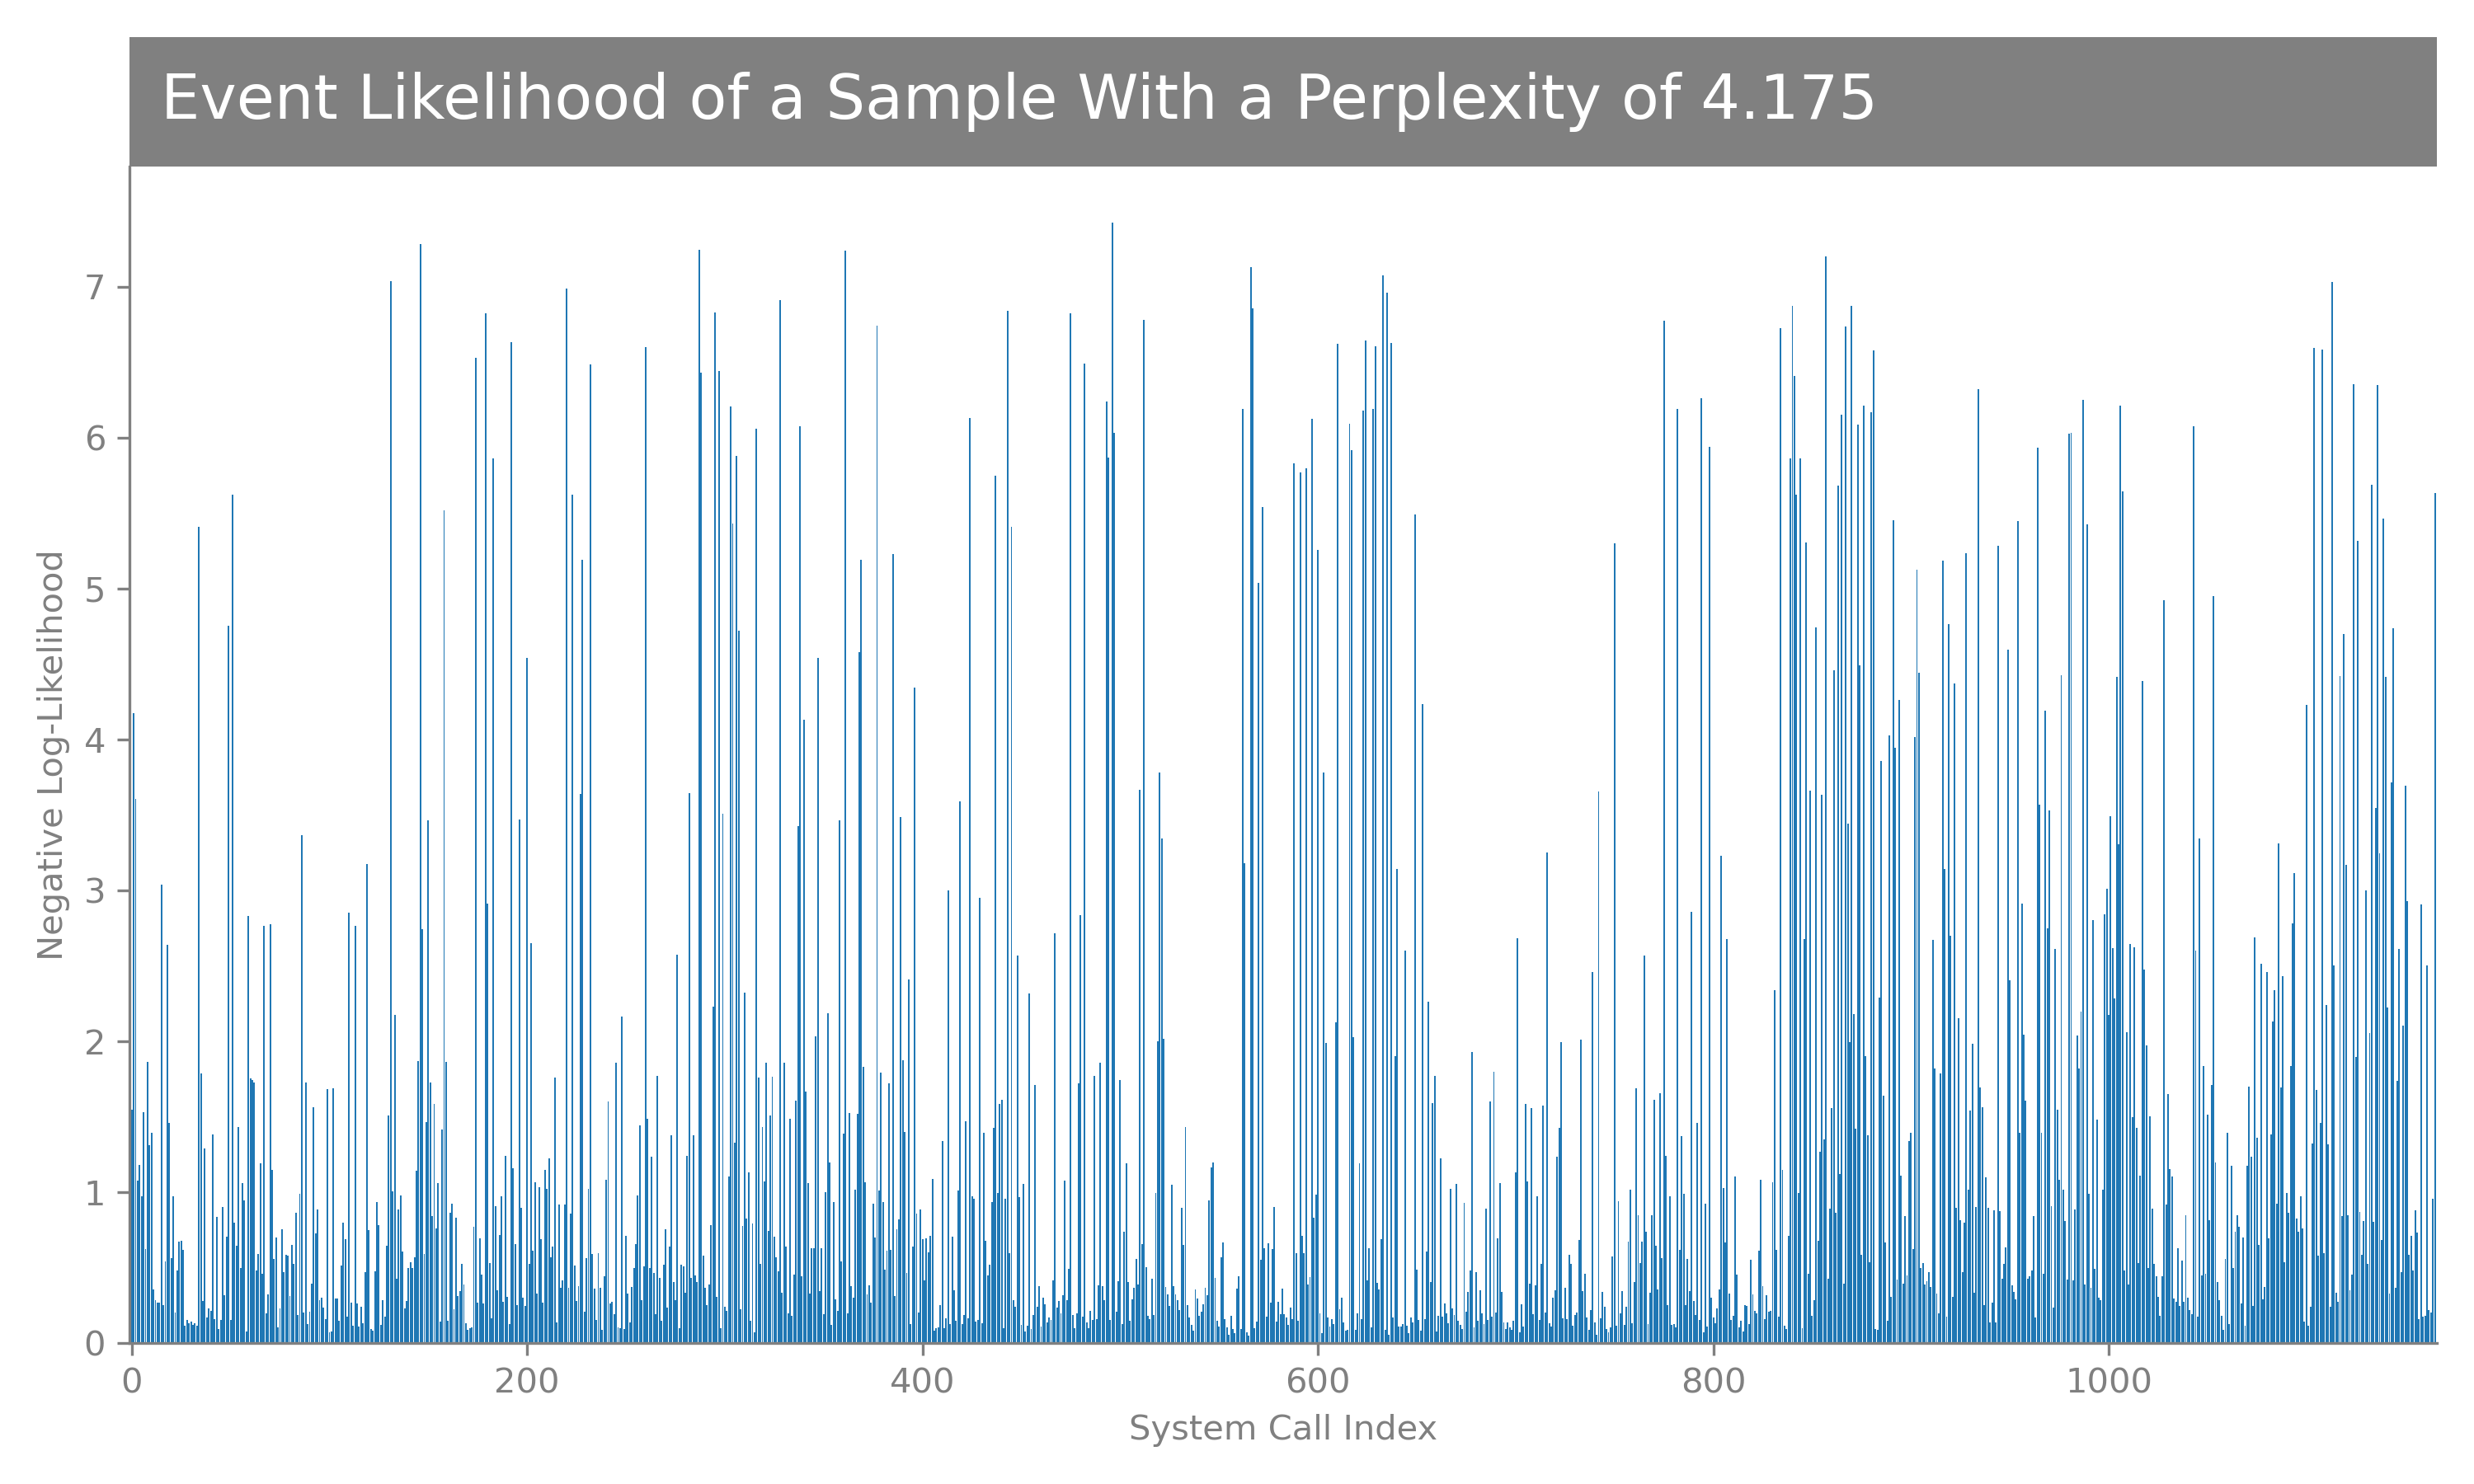 Event Likelihood of a Sample With a Perplexity of 4.175
Negative Log-Likelihood
7
6
5
4
3
2
1
0
0 200 400 600 800 1000
System Call Index